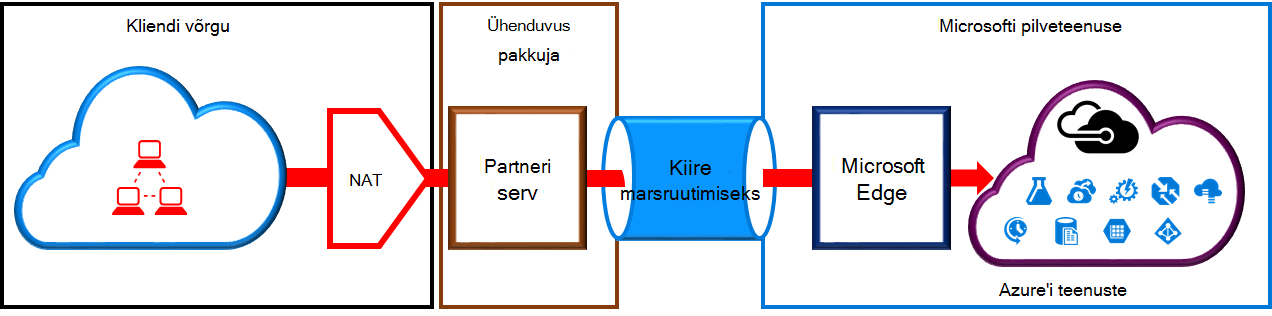 Kliendi võrgu
Ühenduvus
pakkuja
Microsofti pilveteenuse
NAT
Partneri
serv
Kiire
marsruutimiseks
Microsoft
Edge
Azure'i teenuste